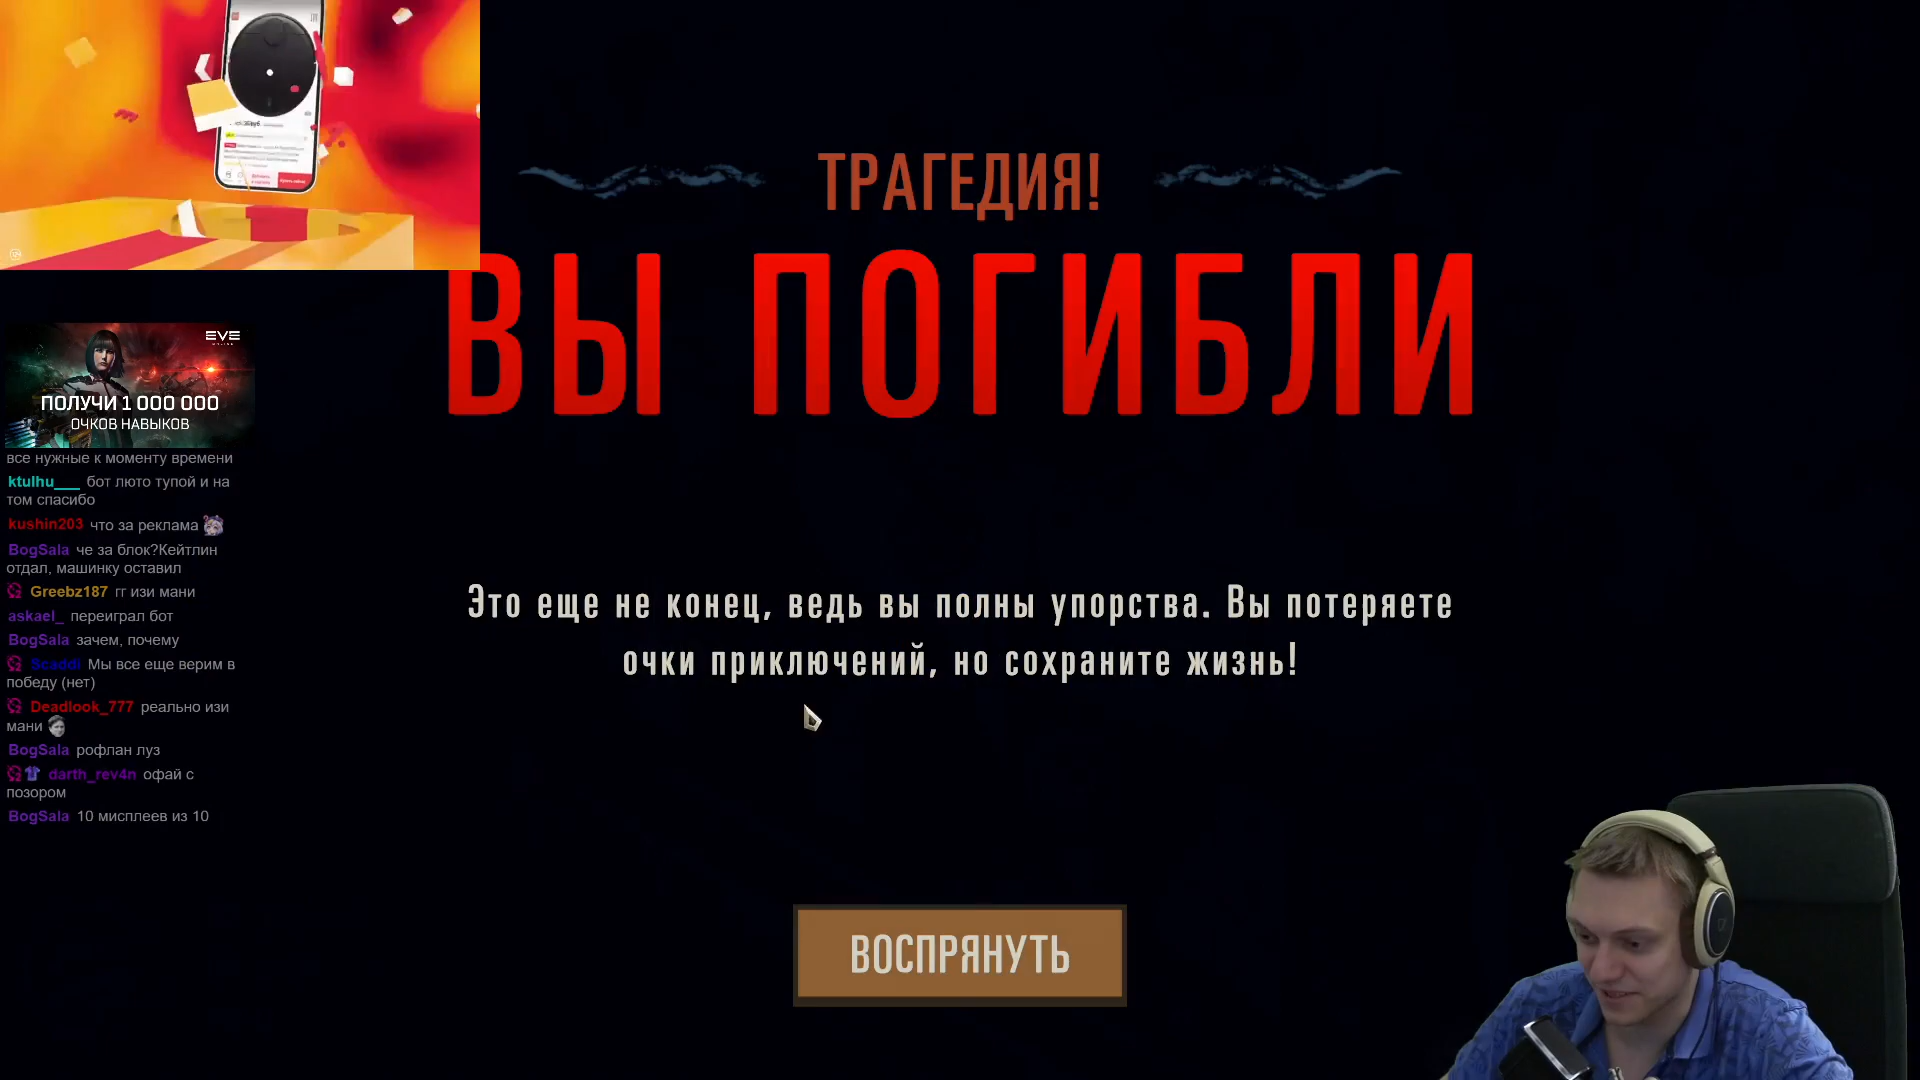 ТРАГЕДИЯ!
ВЫ ПОГИБЛИ
EVE
ПОЛУЧИ 1 000 000
ОЧКОВ НАВЫКОВ
все нужные к моменту времени
ktulhu___ бот люто тупой и на
том спасибо
kushin203 что за реклама
BogSala че за блок?Кейтлин
отдал, машинку оставил
Greebz187 гг изи мани
askael_ переиграл бот
BogSala зачем, почему
Scaddi Мы все еще верим в
победу (нет)
Deadlook_777 реально изи
мани
BogSala рофлан луз
darth_rev4n офай с
позором
BogSala 10 мисплеев из 10
Это еще не конец, ведь вы полны упорства. Вы потеряете
очки приключений, но сохраните жизнь!
ВОСПРЯНУТЬ